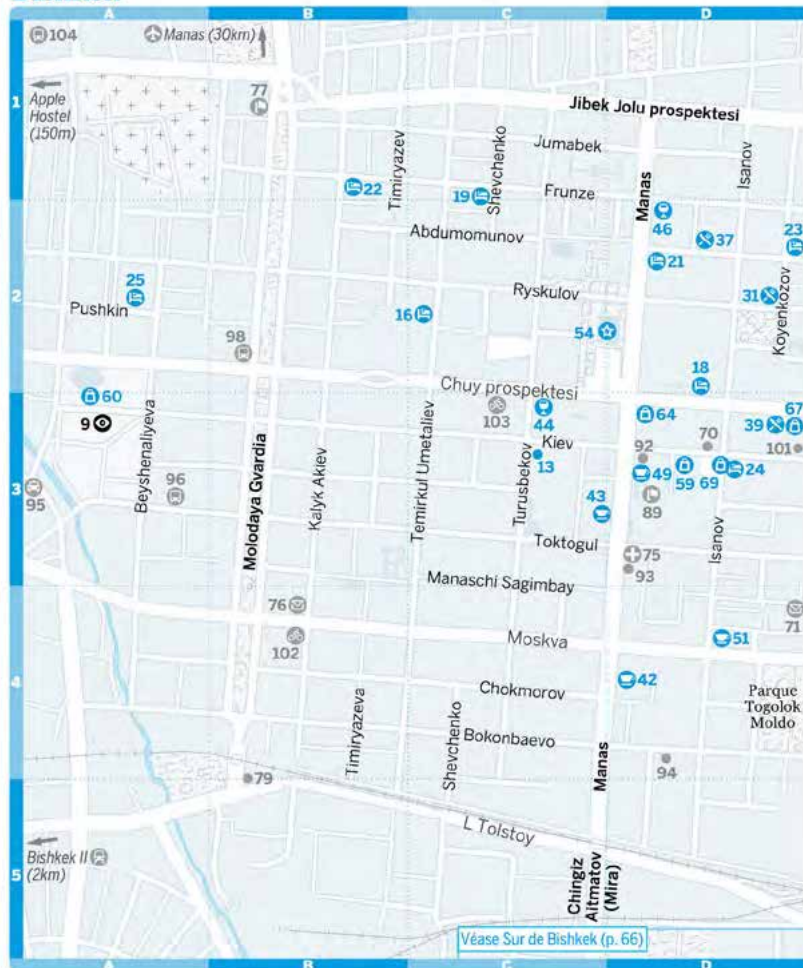 A
B
C
D
104
Manas (30km)
77
1
Apple
Hostel
(150m)
Jibek Jolu prospektesi
Jumabek
Isanov
Timiryazev
Shevchenko
22
19
Frunze
Manas
46
37
23
Abdumomunov
21
2
25
Pushkin
Ryskulov
31
Koyenkozov
16
54
98
18
Chuy prospektesi
60
9
103
44
64
39
67
Kiev
13
92
70
101
Beyshenaliyeva
Molodaya Gvardia
Kalyk Akiev
Temirkul Umetaliev
Turusbekov
49
59
69
24
3
95
96
43
89
Toktogul
75
93
Isanov
Manaschi Sagimbay
76
71
102
Moskva
51
4
42
Chokmorov
Parque
Togolok
Moldo
Timiryazeva
Shevchenko
Bokonbaevo
Manas
94
79
L Tolstoy
Bishkek II
(2km)
5
Chingiz
Aitmatov
(Mira)
Véase Sur de Bishkek (p. 66)
A
B
C
D